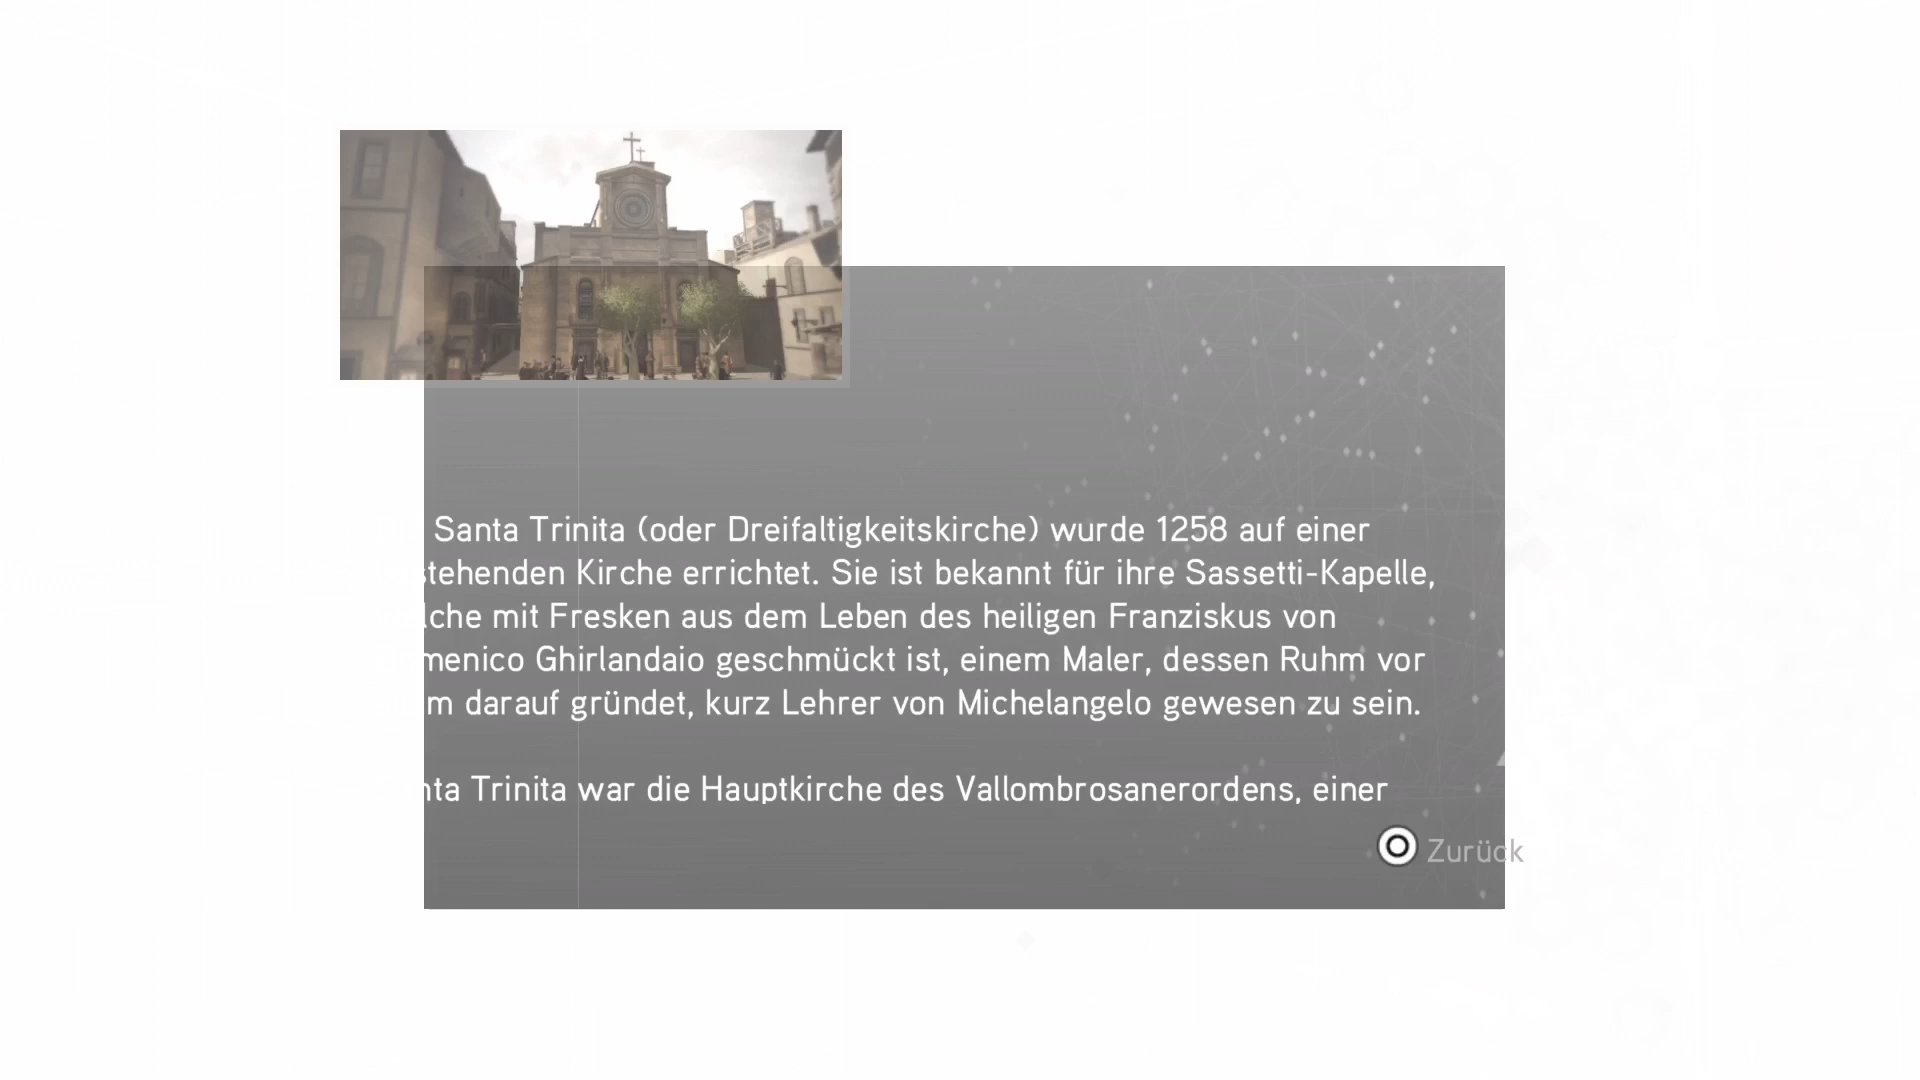 Santa Trinita (oder Dreifaltigkeitskirche) wurde 1258 auf einer
stehenden Kirche errichtet. Sie ist bekannt für ihre Sassetti-Kapelle,
lche mit Fresken aus dem Leben des heiligen Franziskus von
menico Ghirlandaio geschmückt ist, einem Maler, dessen Ruhm vor
m darauf gründet, kurz Lehrer von Michelangelo gewesen zu sein.
nta Trinita war die Hauptkirche des Vallombrosanerordens, einer
Zurück